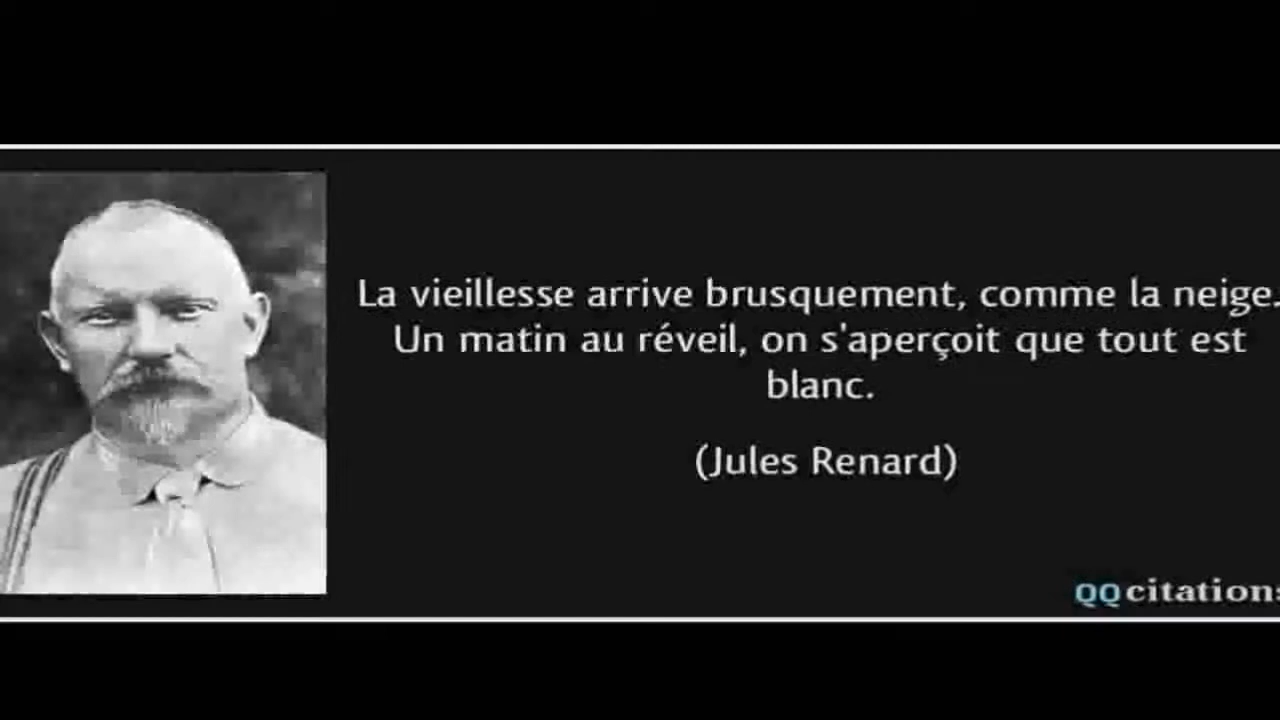 La vieillesse arrive brusquement, comme la neige.
Un matin au réveil, on s'aperçoit que tout est
blanc.
(Jules Renard)
QQcitations